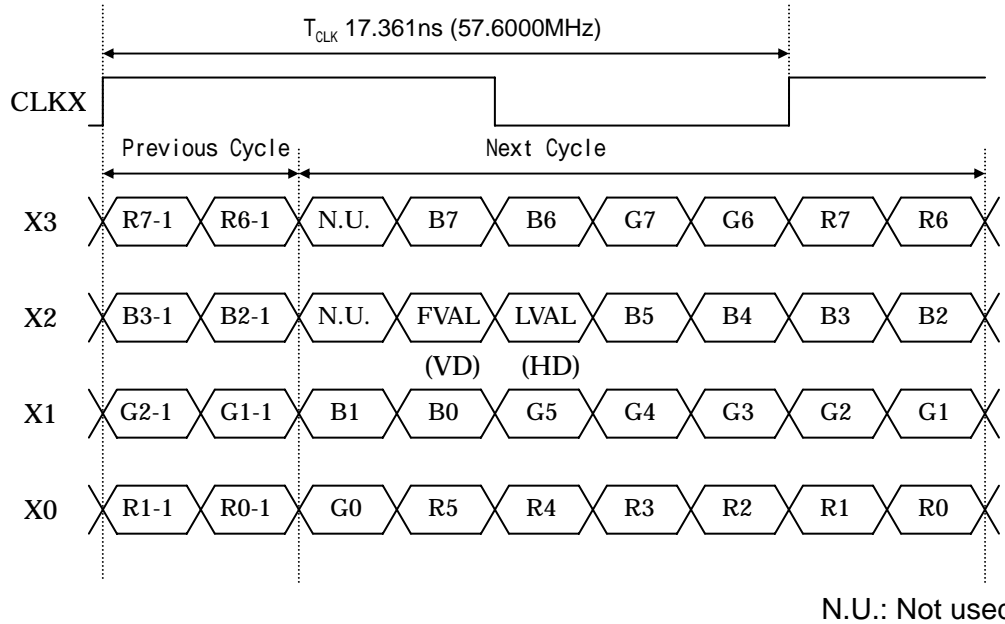 TCLK 17.361ns (57.6000MHz)
CLKX
Previous Cycle Next Cycle
X3 R7-1 R6-1 N.U. B7 B6 G7 G6 R7 R6
X2 B3-1 B2-1 N.U. FVAL LVAL B5 B4 B3 B2
(VD) (HD)
X1 G2-1 G1-1 B1 B0 G5 G4 G3 G2 G1
X0 R1-1 R0-1 G0 R5 R4 R3 R2 R1 R0
N.U.: Not used